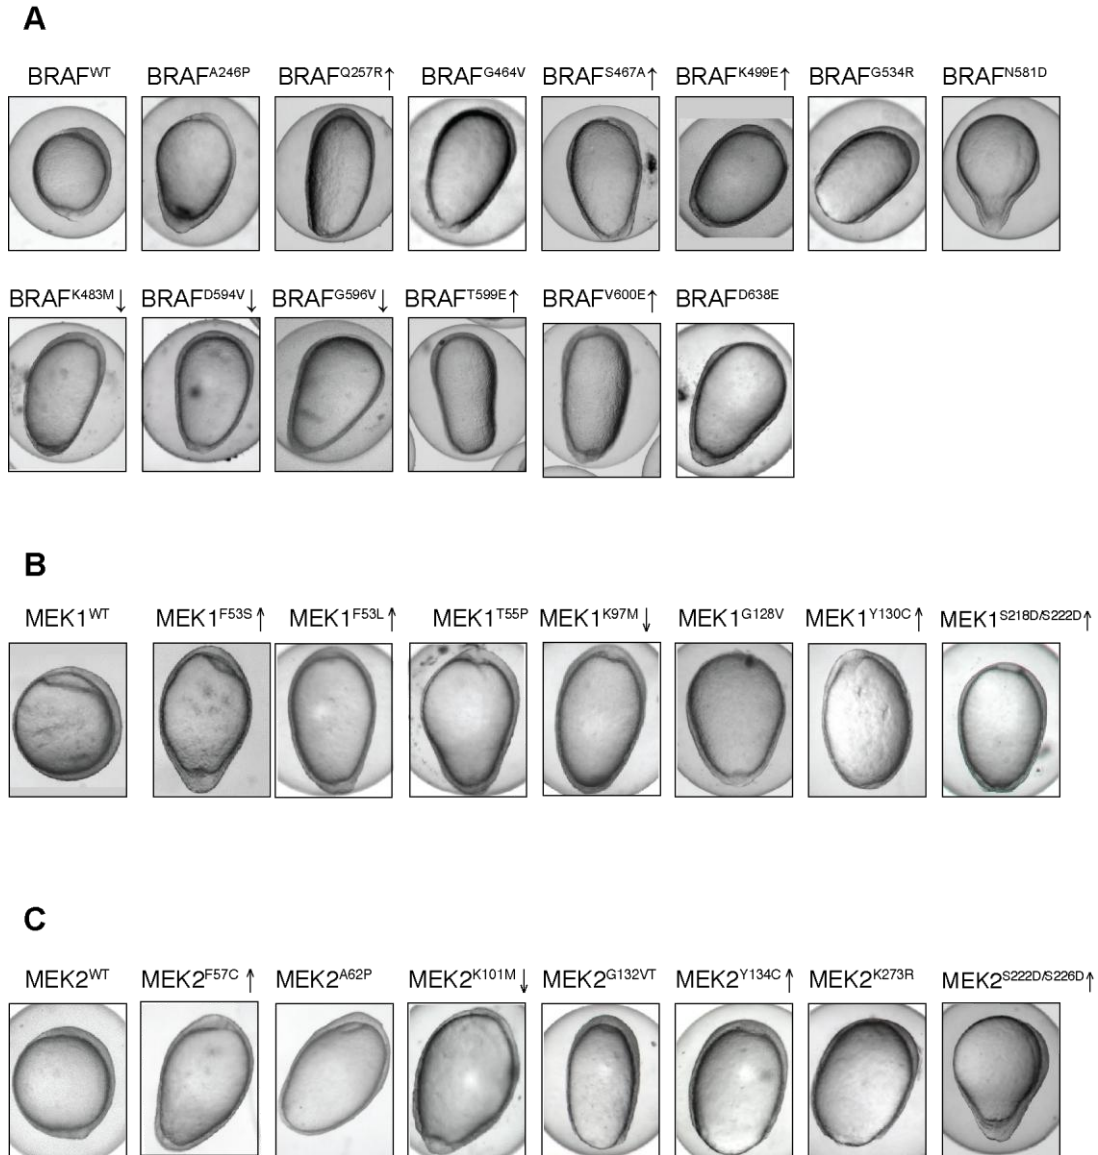 A
BRAFWT BRAFA246P BRAFQ257R↑ BRAFG464V BRAFS467A↑ BRAFK499E↑ BRAFG534R BRAFN581D
BRAFK483M↓ BRAFD594V↓ BRAFG596V↓ BRAFT599E↑ BRAFV600E↑ BRAFD638E
B
MEK1WT MEK1F53S↑ MEK1F53L↑ MEK1T55P MEK1K97M↓ MEK1G128V MEK1Y130C↑ MEK1S218D/S222D↑
C
MEK2WT MEK2F57C↑ MEK2A62P MEK2K101M↓ MEK2G132VT MEK2Y134C↑ MEK2K273R MEK2S222D/S226D↑